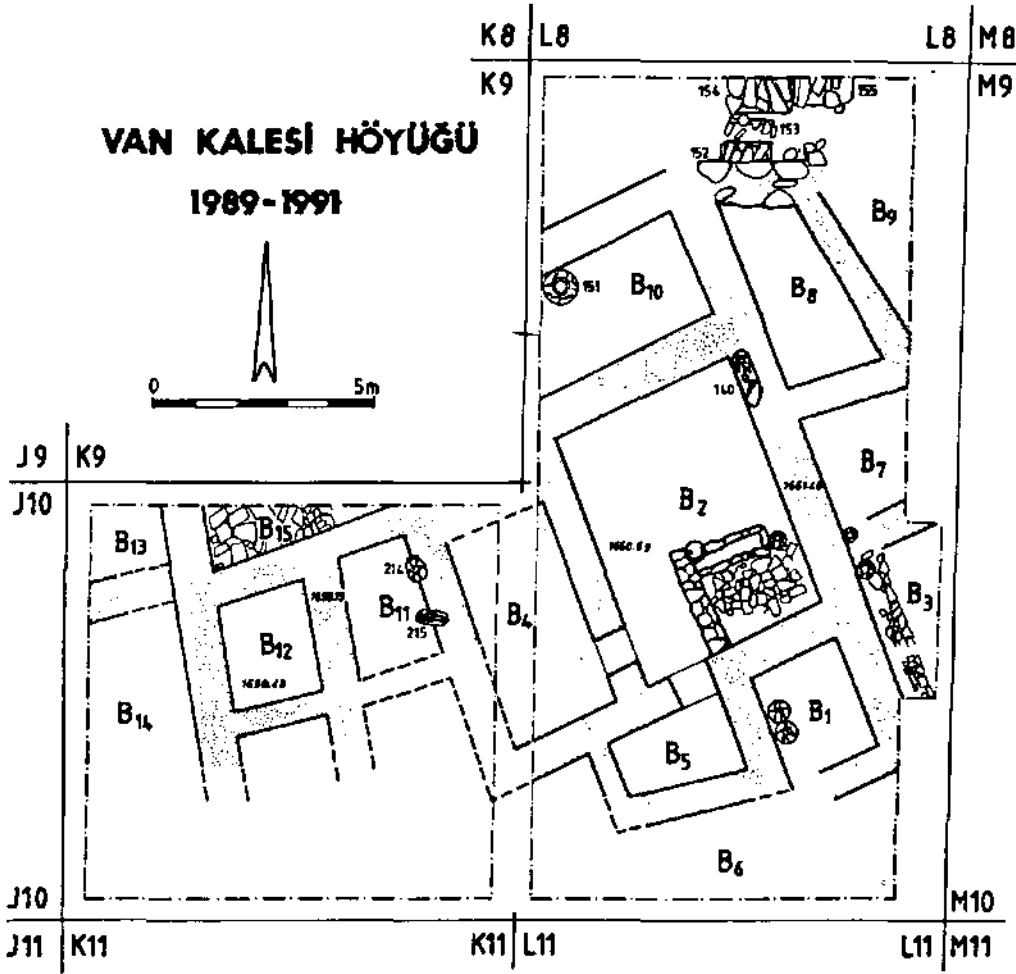 K8 L8 L8 M8
K9 M9
VAN KALESİ HÖYÜĞÜ
1989-1991
154 155
153
152
B9
151
B10
B8
0 5m
140
J9 K9
J10
B7
B2
B13
B15
214
B11
215
B4
B3
B12
B14
B1
B5
B6
J10 M10
J11 K11 K11 L11 L11 M11